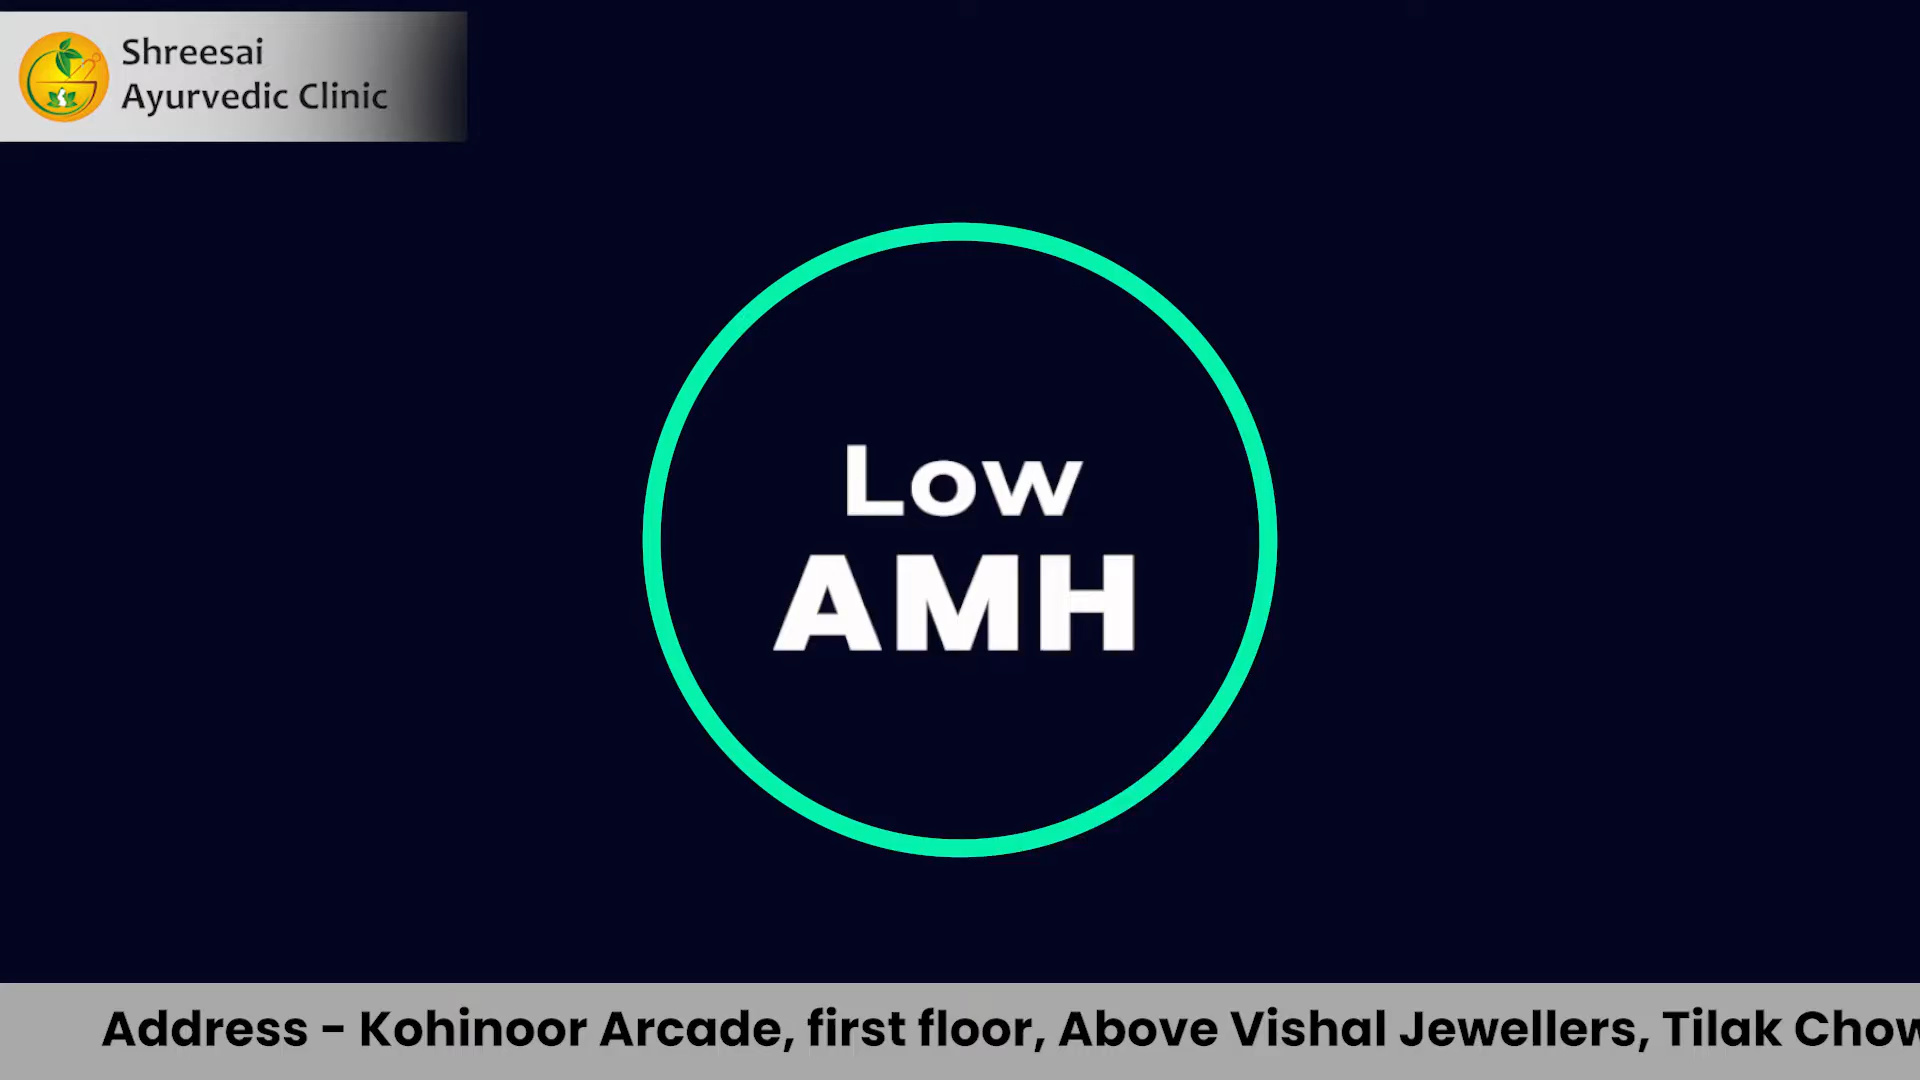 Shreesai
Ayurvedic Clinic
Low
AMH
Address - Kohinoor Arcade, first floor, Above Vishal Jewellers, Tilak